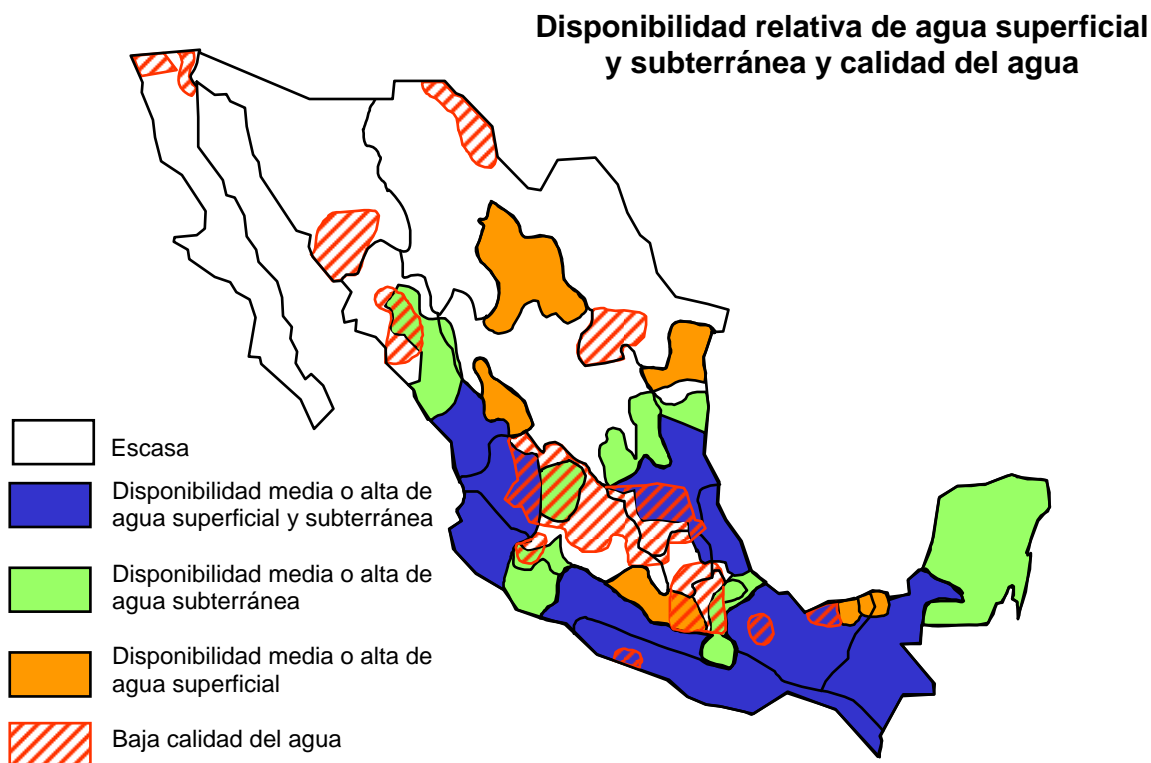 Disponibilidad relativa de agua superficial
y subterránea y calidad del agua
Escasa
Disponibilidad media o alta de
agua superficial y subterránea
Disponibilidad media o alta de
agua subterránea
Disponibilidad media o alta de
agua superficial
Baja calidad del agua